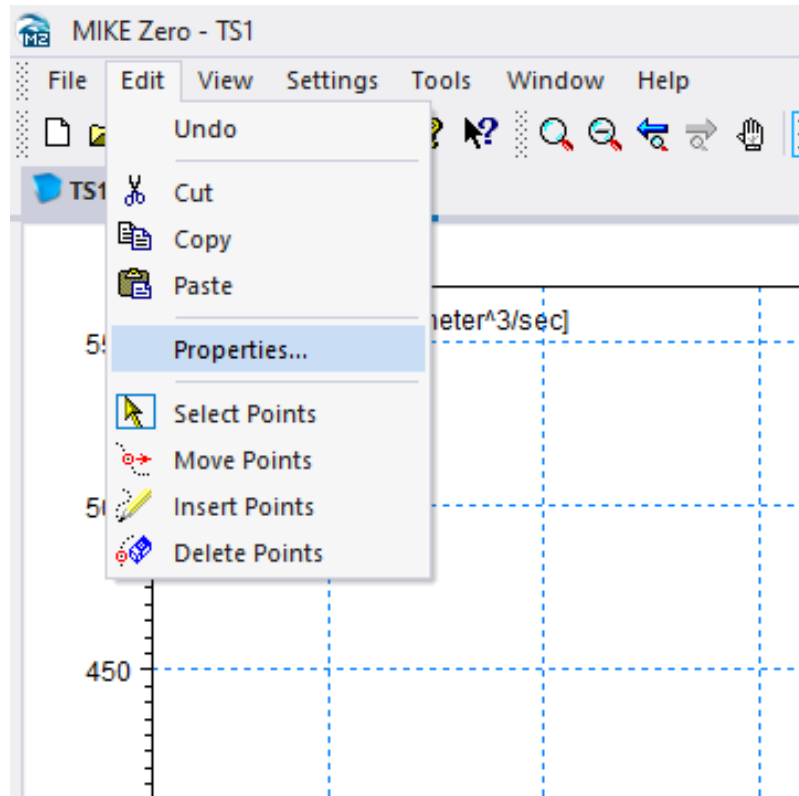 MIKE Zero - TS1
File Edit View Settings Tools Window Help
Undo
TS1
Cut
Copy
Paste
meter^3/sec]
Properties...
Select Points
Move Points
Insert Points
Delete Points
450